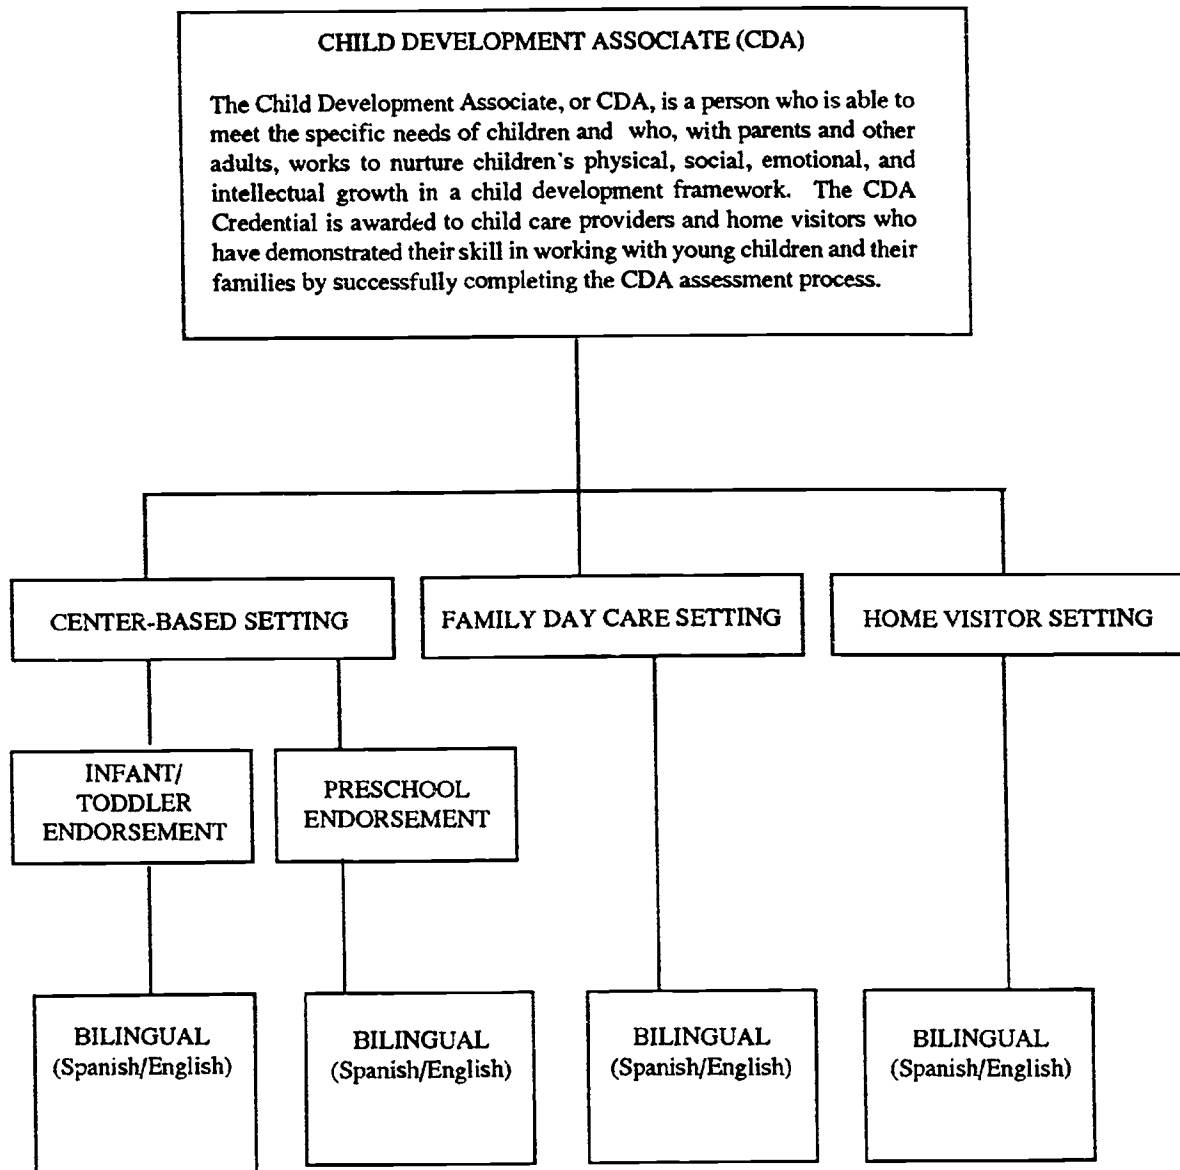 CHILD DEVELOPMENT ASSOCIATE (CDA)
The Child Development Associate, or CDA, is a person who is able to
meet the specific needs of children and who, with parents and other
adults, works to nurture children's physical, social, emotional, and
intellectual growth in a child development framework. The CDA
Credential is awarded to child care providers and home visitors who
have demonstrated their skill in working with young children and their
families by successfully completing the CDA assessment process.
CENTER-BASED SETTING
FAMILY DAY CARE SETTING
HOME VISITOR SETTING
INFANT/
TODDLER
ENDORSEMENT
PRESCHOOL
ENDORSEMENT
BILINGUAL
(Spanish/English)
BILINGUAL
(Spanish/English)
BILINGUAL
(Spanish/English)
BILINGUAL
(Spanish/English)